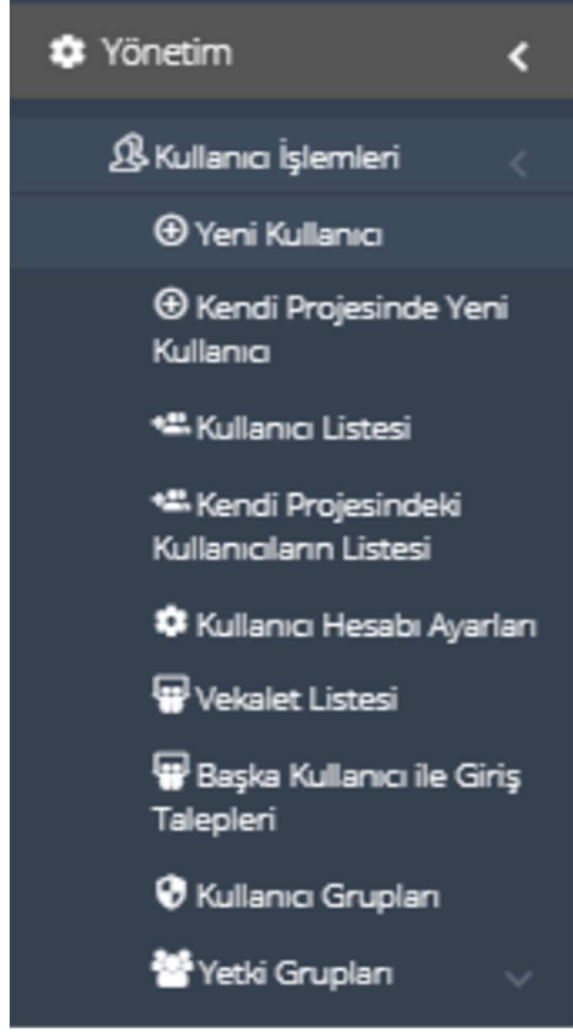 Yönetim
Kullanıcı İşlemleri
Yeni Kullanıcı
Kendi Projesinde Yeni
Kullanıcı
Kullanıcı Listesi
Kendi Projesindeki
Kullanıcıların Listesi
Kullanıcı Hesabı Ayarları
Vekalet Listesi
Başka Kullanıcı ile Giriş
Talepleri
Kullanıcı Grupları
Yetki Grupları